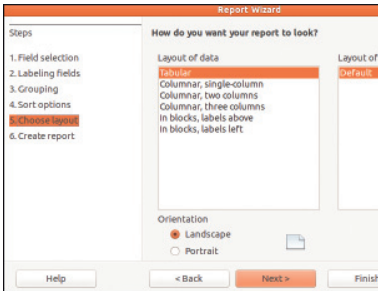 Report Wizard
Steps
How do you want your report to look?
1. Field selection
2. Labeling fields
3. Grouping
4. Sort options
5. Choose layout
6. Create report
Layout of data
Tabular
Columnar, single-column
Columnar, two columns
Columnar, three columns
In blocks, labels above
In blocks, labels left
Layout of
Default
Orientation
Landscape
Portrait
Help
< Back
Next >
Finish